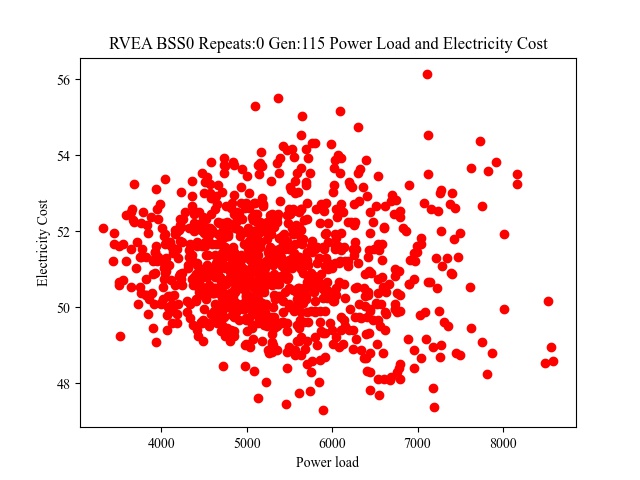 RVEA BSS0 Repeats:0 Gen:115 Power Load and Electricity Cost
56
54
52
50
48
Electricity Cost
4000 5000 6000 7000 8000
Power load